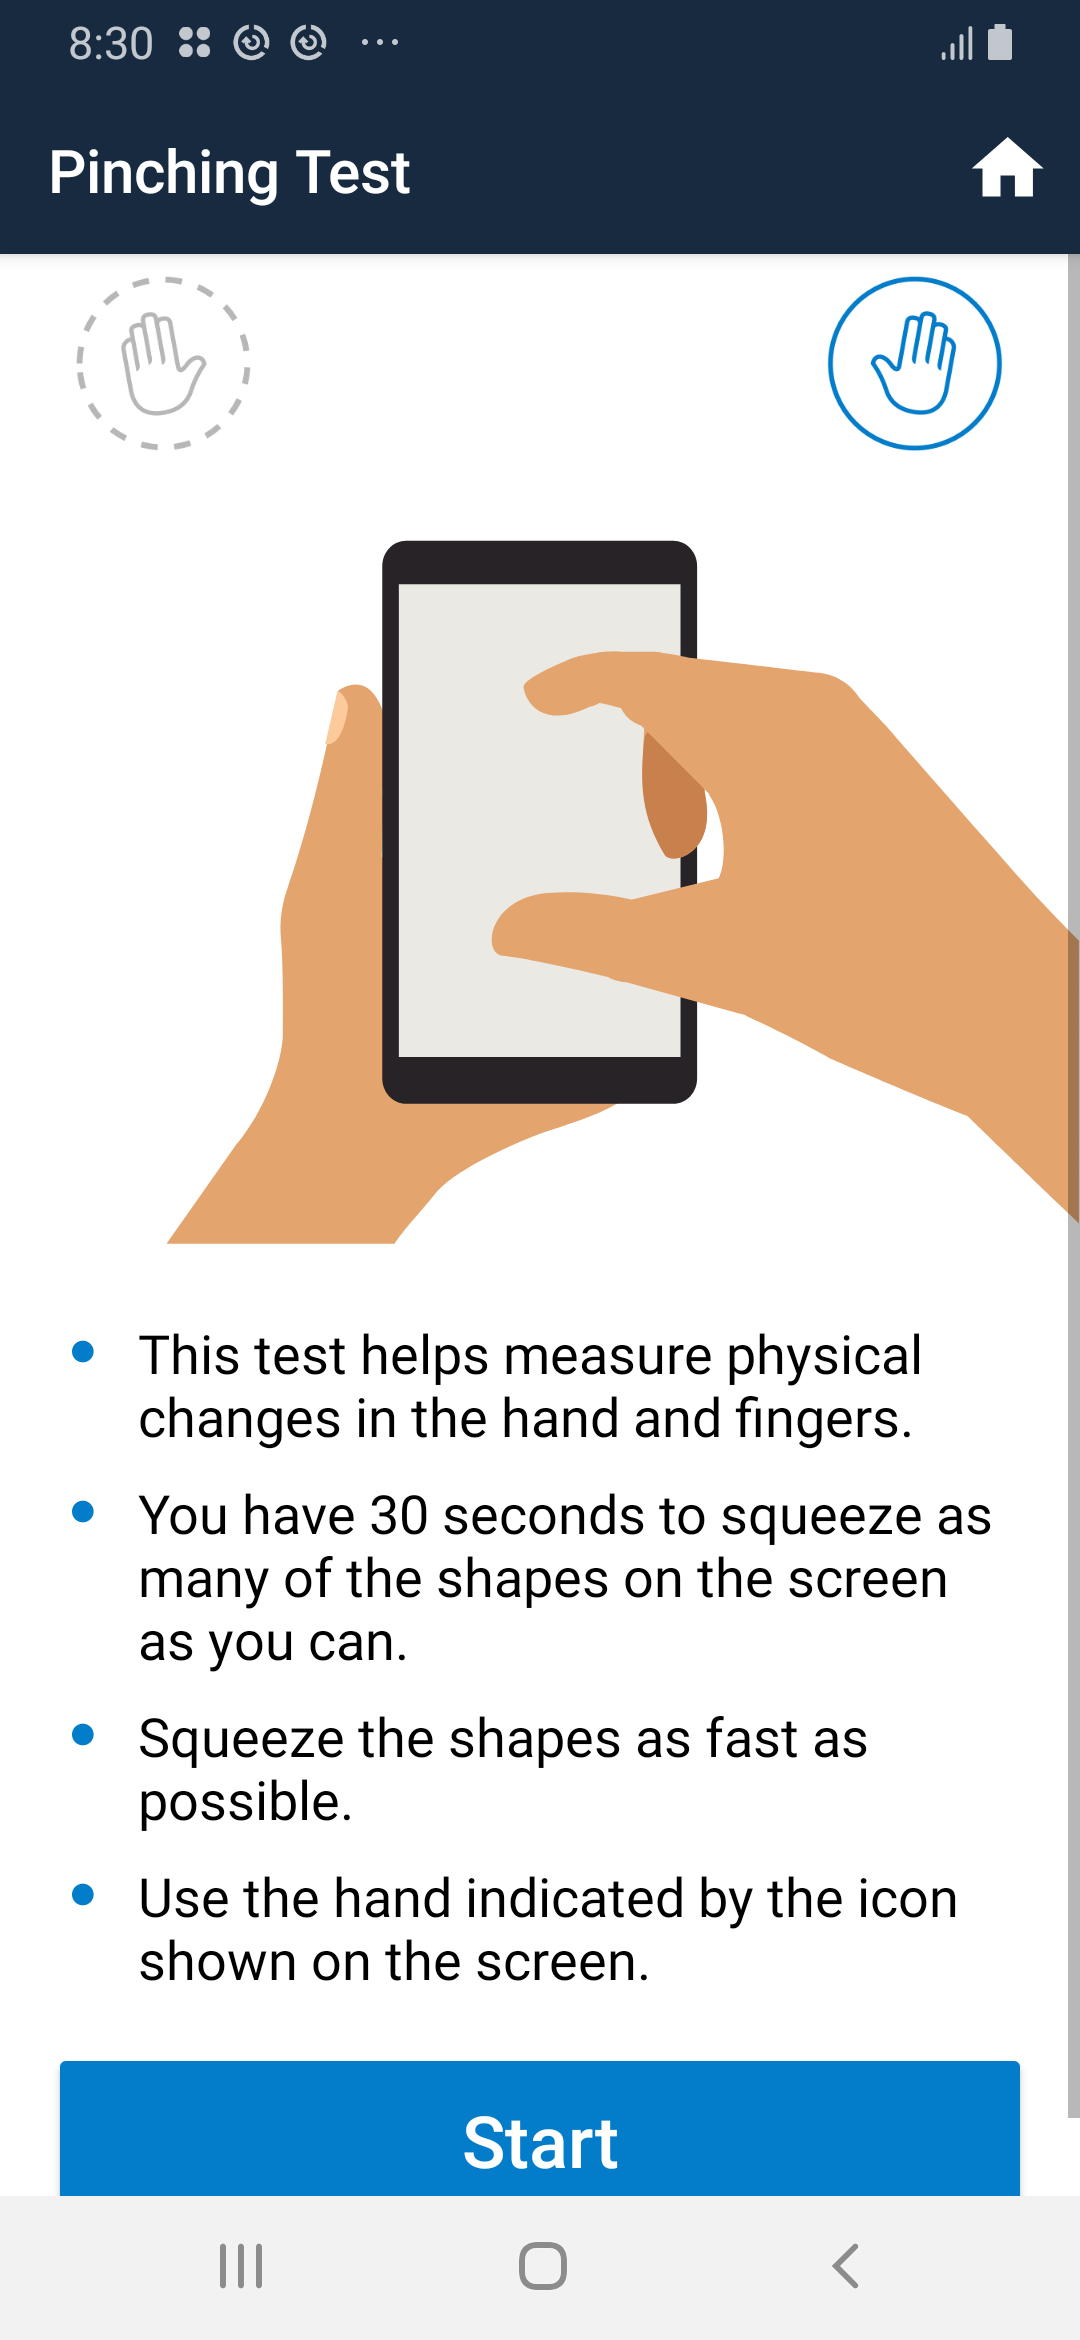 8:30
Pinching Test
This test helps measure physical
changes in the hand and fingers.
You have 30 seconds to squeeze as
many of the shapes on the screen
as you can.
Squeeze the shapes as fast as
possible.
Use the hand indicated by the icon
shown on the screen.
Start